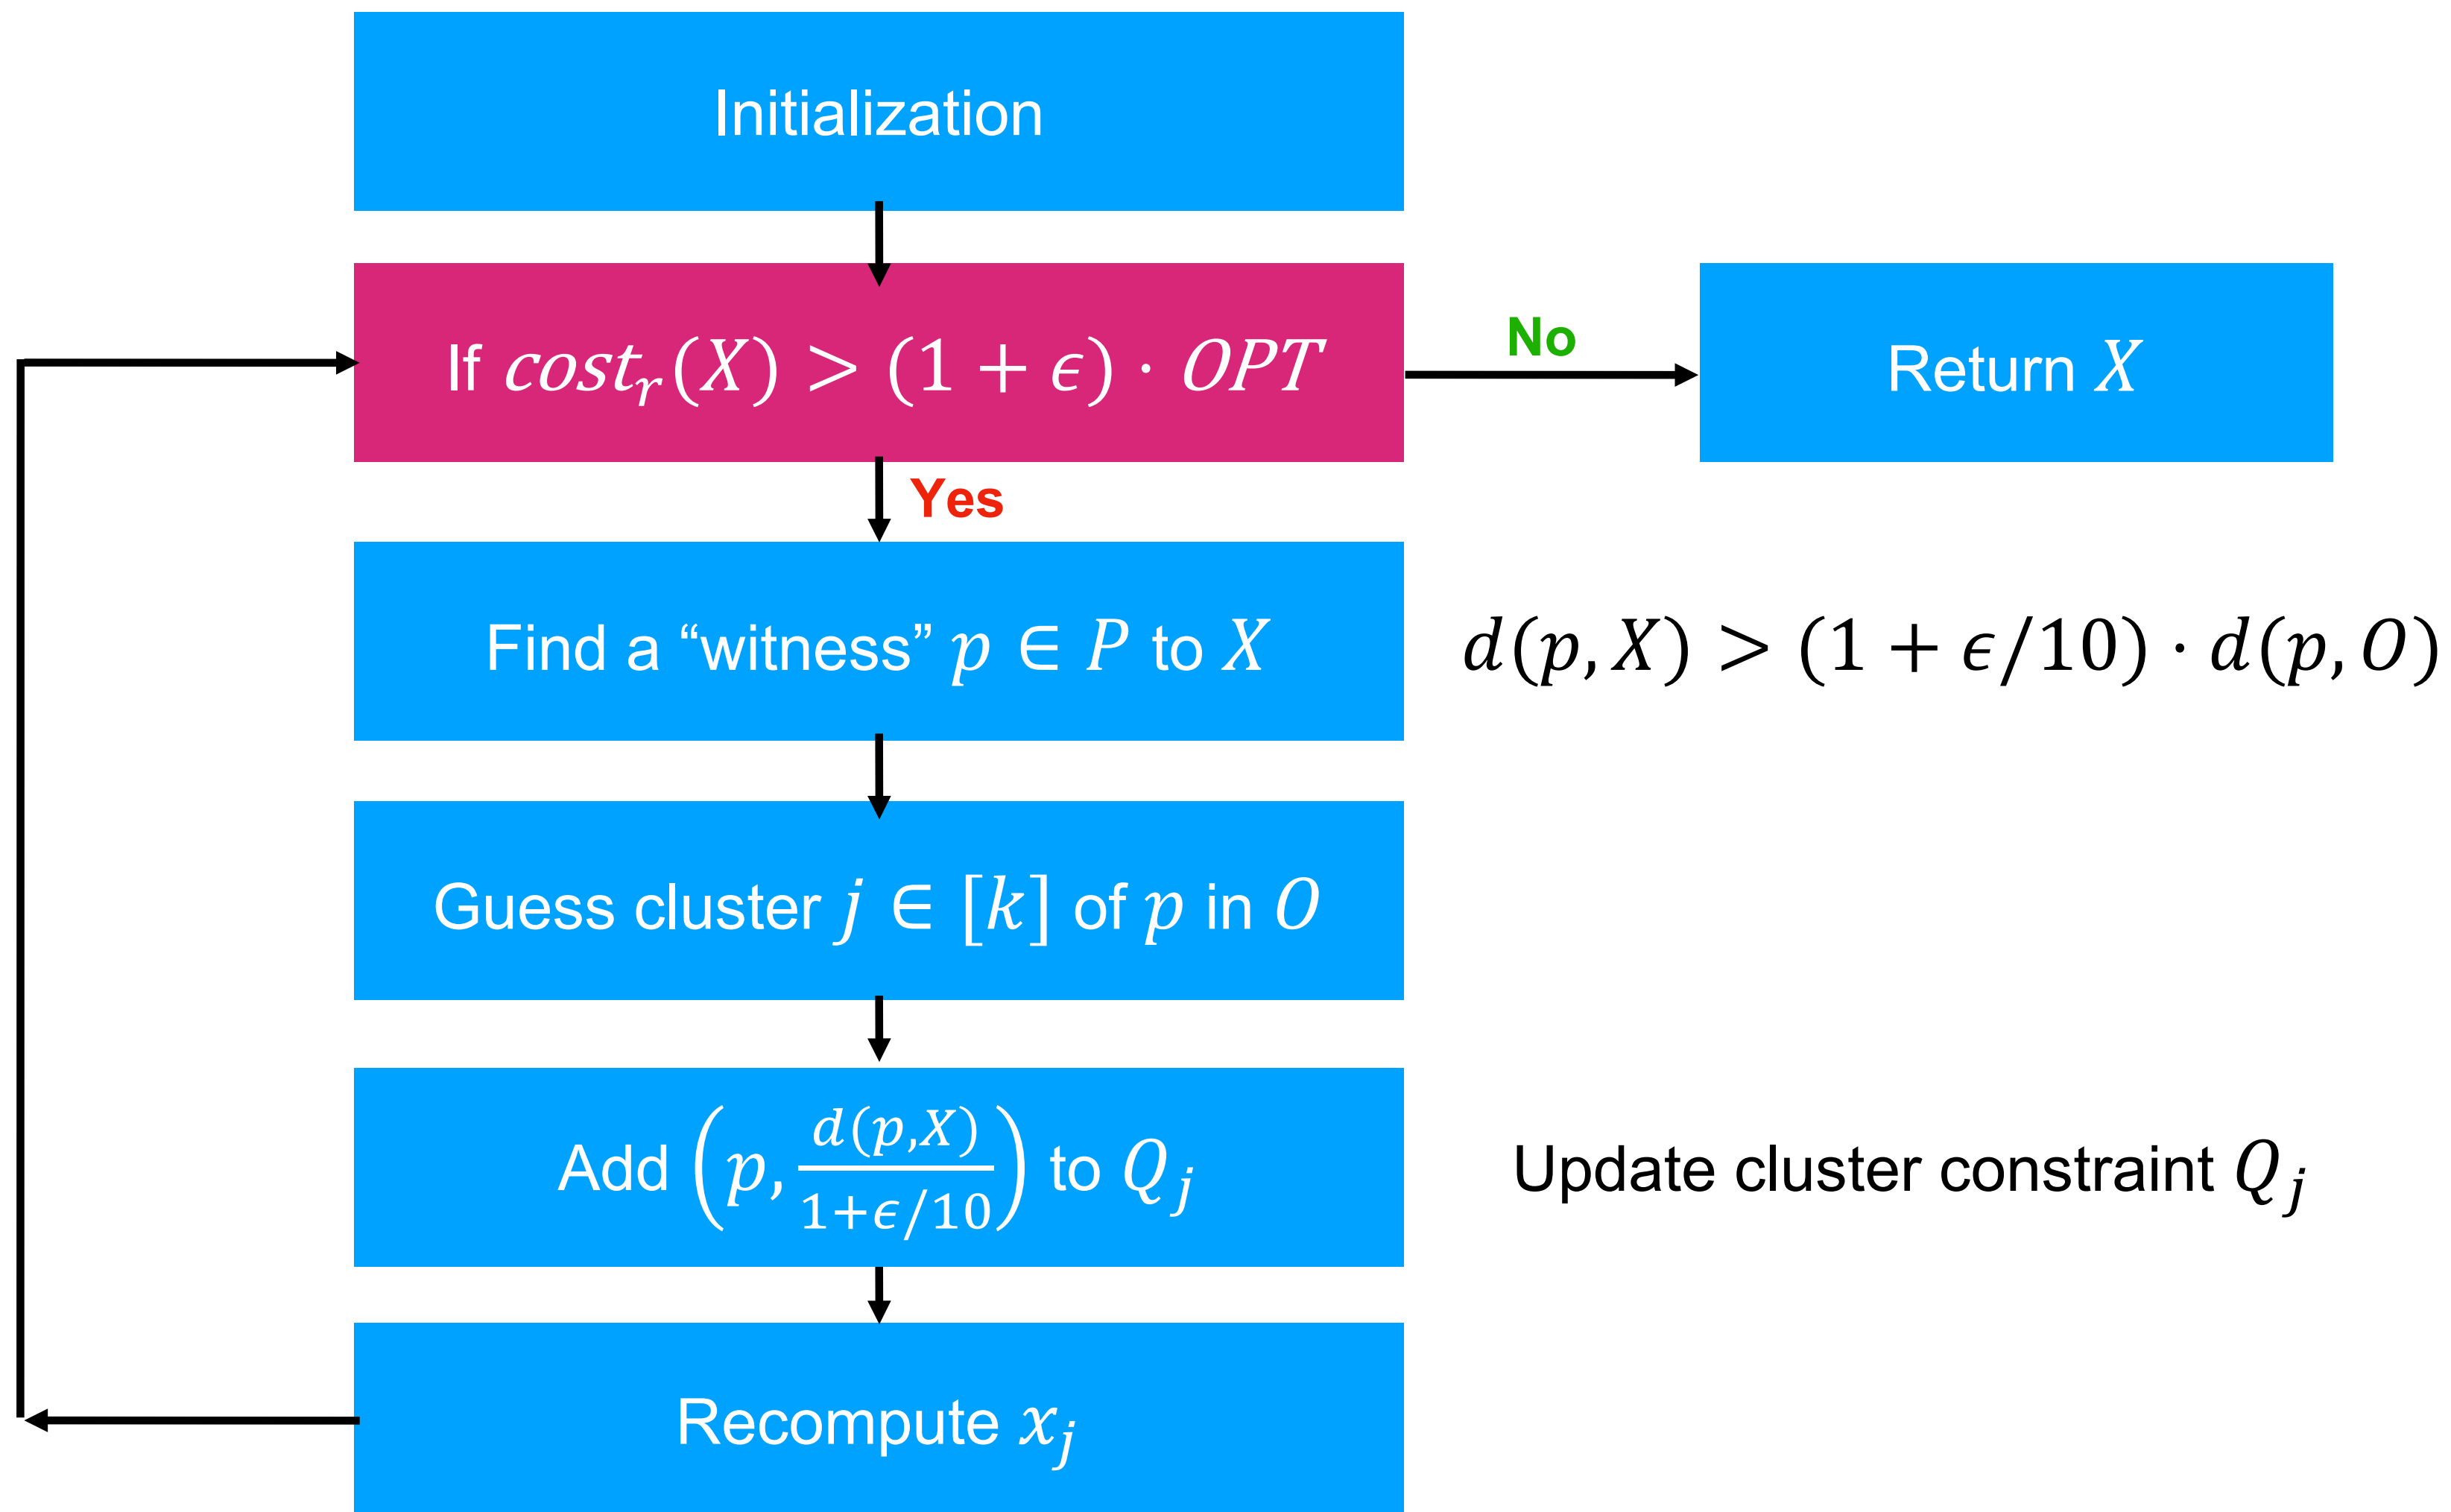 Initialization
If cost_r(X) > (1 + ϵ) · OPT
No
Return X
Yes
Find a “witness” p ∈ P to X
d(p, X) > (1 + ϵ/10) · d(p, O)
Guess cluster j ∈ [k] of p in O
Add (p, d(p,X)/(1+ϵ/10)) to Q_j
Update cluster constraint Q_j
Recompute x_j